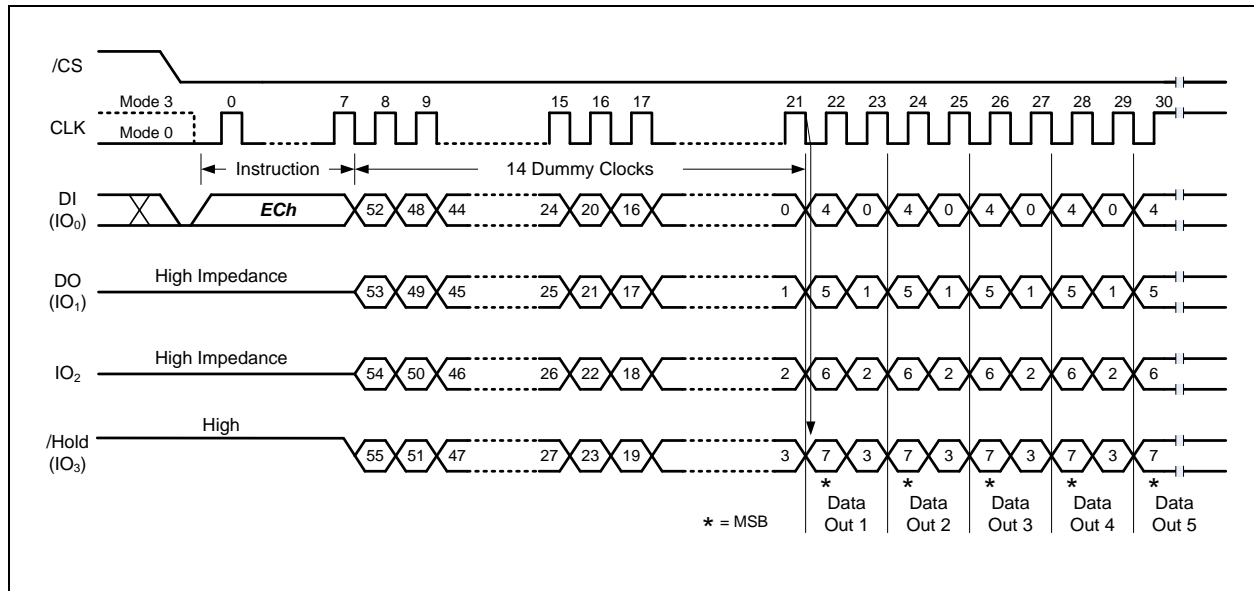 /CS
Mode 3
0 7 8 9 15 16 17 21 22 23 24 25 26 27 28 29 30
CLK
Mode 0
Instruction 14 Dummy Clocks
DI
(IO0)
ECh 52 48 44 24 20 16 0 4 0 4 0 4 0 4 0 4
High Impedance
DO
(IO1)
53 49 45 25 21 17 1 5 1 5 1 5 1 5 1 5
High Impedance
IO2
54 50 46 26 22 18 2 6 2 6 2 6 2 6 2 6
High
/Hold
(IO3)
55 51 47 27 23 19 3 7 3 7 3 7 3 7 3 7
* * * * *
* = MSB
Data Out 1
Data Out 2
Data Out 3
Data Out 4
Data Out 5